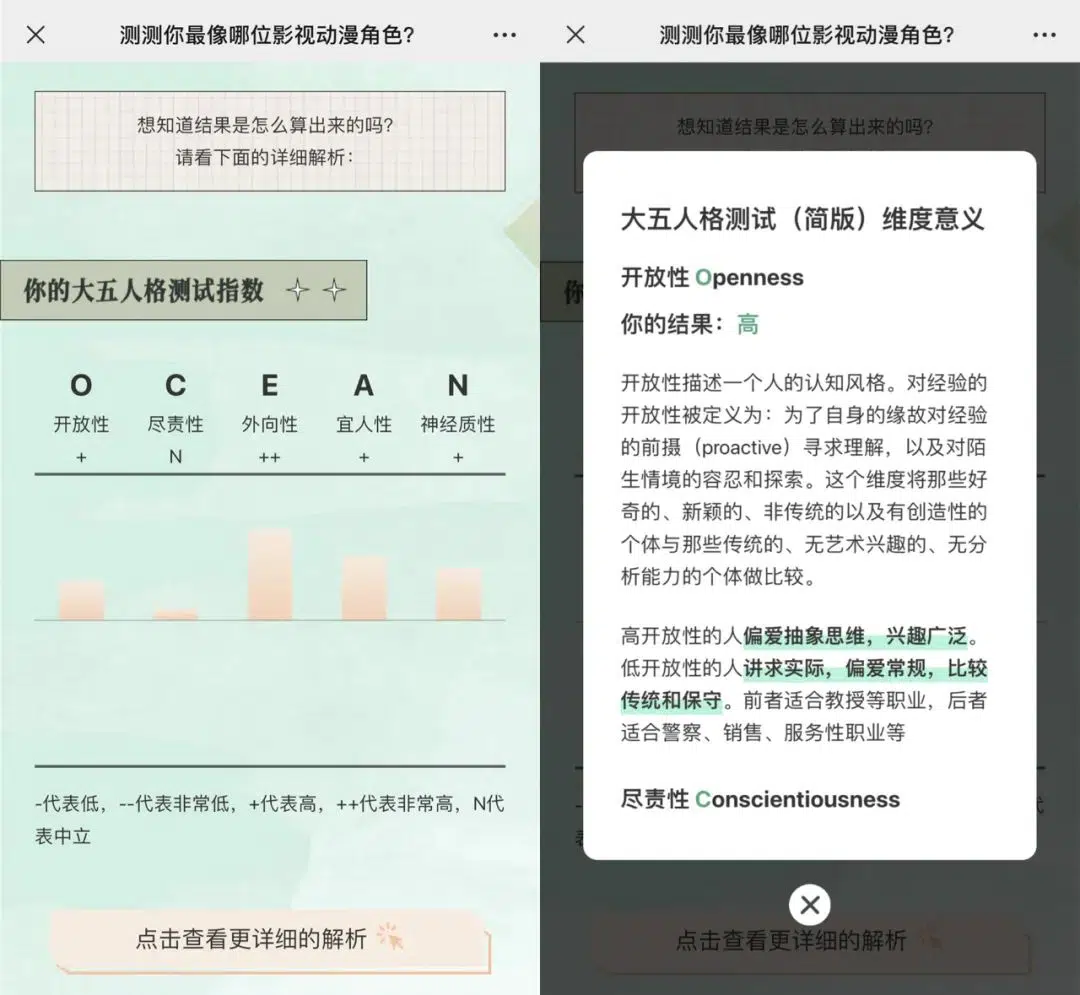 测测你最像哪位影视动漫角色?
想知道结果是怎么算出来的吗?
请看下面的详细解析:
你的大五人格测试指数
O C E A N
开放性 尽责性 外向性 宜人性 神经质性
+ N ++ + +
-代表低，--代表非常低，+代表高，++代表非常高，N代
表中立
点击查看更详细的解析
测测你最像哪位影视动漫角色?
想知道结果是怎么算出来的吗?
你
大五人格测试（简版）维度意义
开放性 Openness
你的结果：高
开放性描述一个人的认知风格。对经验的
开放性被定义为：为了自身的缘故对经验
的前摄（proactive）寻求理解，以及对陌
生情境的容忍和探索。这个维度将那些好
奇的、新颖的、非传统的以及有创造性的
个体与那些传统的、无艺术兴趣的、无分
析能力的个体做比较。
高开放性的人偏爱抽象思维，兴趣广泛。
低开放性的人讲求实际，偏爱常规，比较
传统和保守。前者适合教授等职业，后者
适合警察、销售、服务性职业等
尽责性 Conscientiousness
点击查看更详细的解析